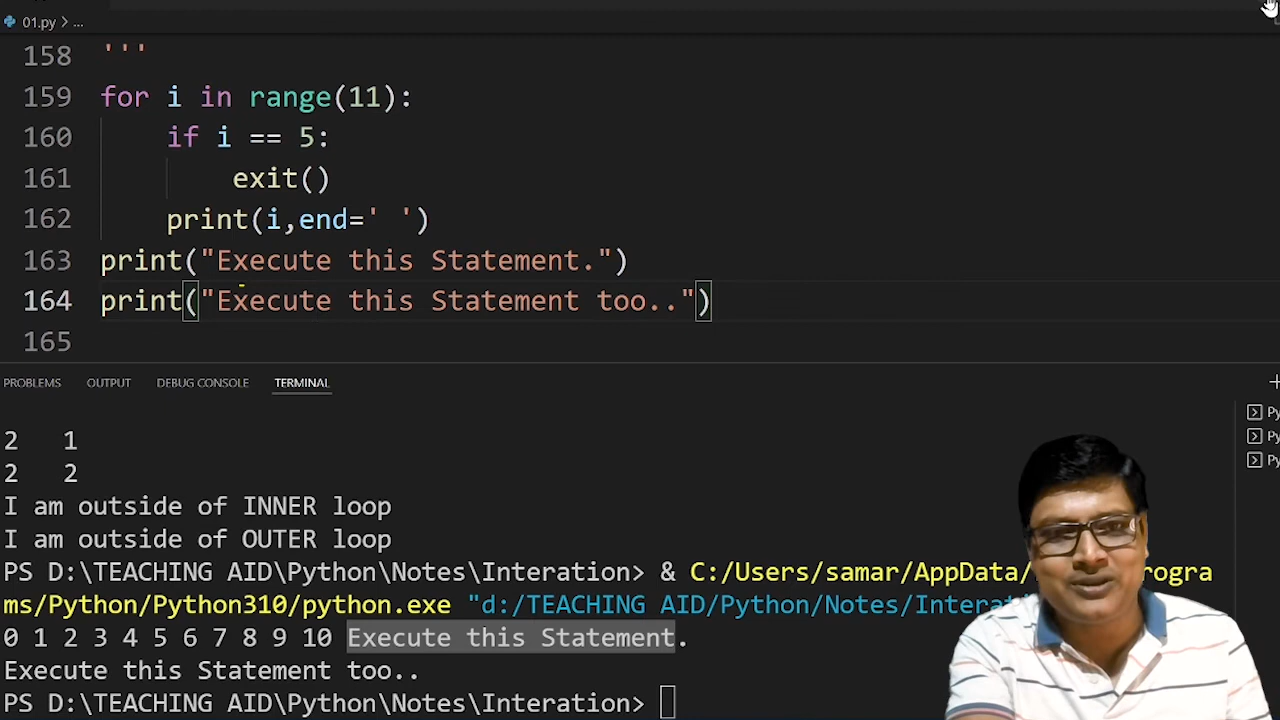 01.py > ...
158 '''
159 for i in range(11):
160 if i == 5:
161 exit()
162 print(i,end=' ')
163 print("Execute this Statement.")
164 print("Execute this Statement too..")
165
PROBLEMS OUTPUT DEBUG CONSOLE TERMINAL
Py
Py
Py
2 1
2 2
I am outside of INNER loop
I am outside of OUTER loop
PS D:\TEACHING AID\Python\Notes\Interation> & C:/Users/samar/AppData/ rogra
ms/Python/Python310/python.exe "d:/TEACHING AID/Python/Notes/Interat
0 1 2 3 4 5 6 7 8 9 10 Execute this Statement.
Execute this Statement too..
PS D:\TEACHING AID\Python\Notes\Interation>